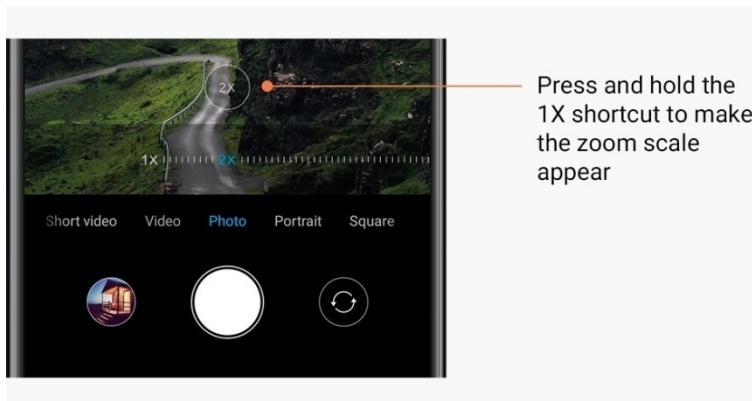 2X
Press and hold the
1X shortcut to make
the zoom scale
appear
1X 2X
Short video Video Photo Portrait Square